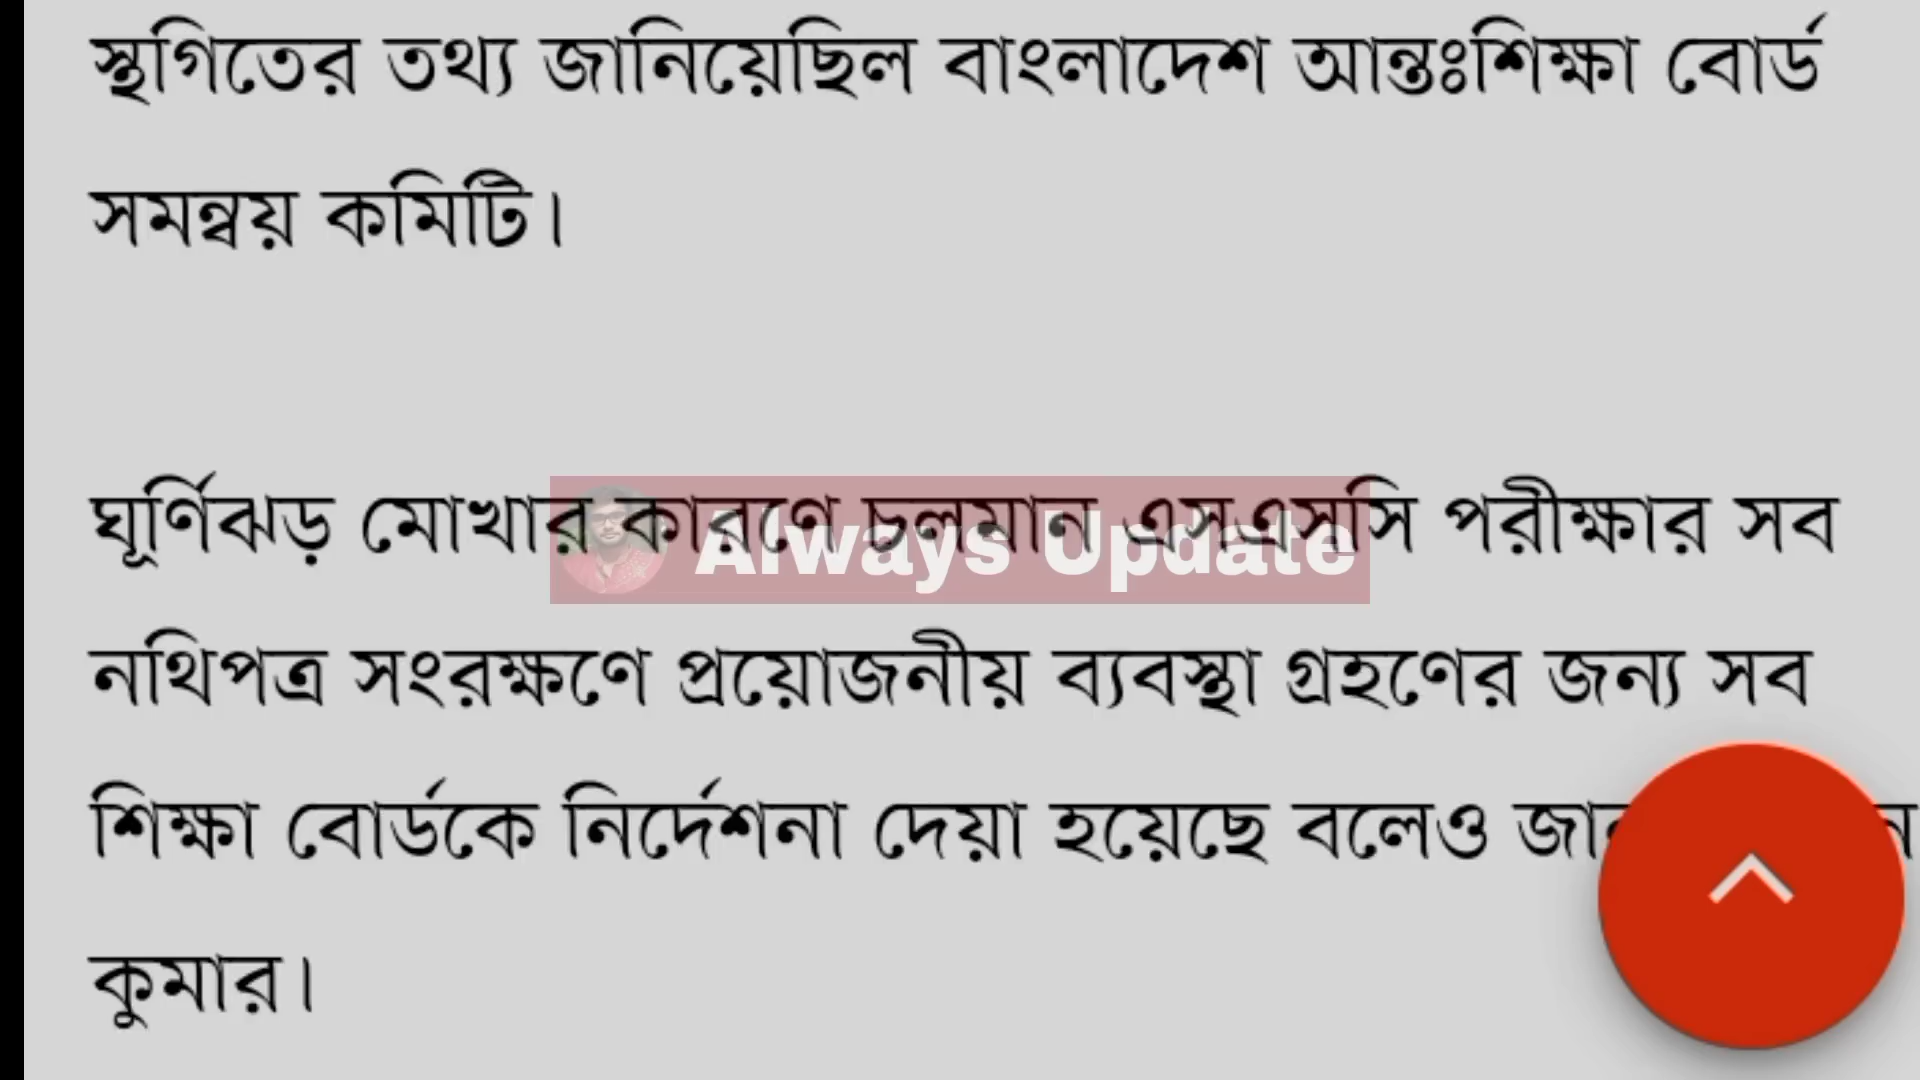 স্থগিতের তথ্য জানিয়েছিল বাংলাদেশ আন্তঃশিক্ষা বোর্ড
সমন্বয় কমিটি।
ঘূর্ণিঝড় মোখার কারণে চলমান এসএসসি পরীক্ষার সব
Always Update
নথিপত্র সংরক্ষণে প্রয়োজনীয় ব্যবস্থা গ্রহণের জন্য সব
শিক্ষা বোর্ডকে নির্দেশনা দেয়া হয়েছে বলেও
কুমার।